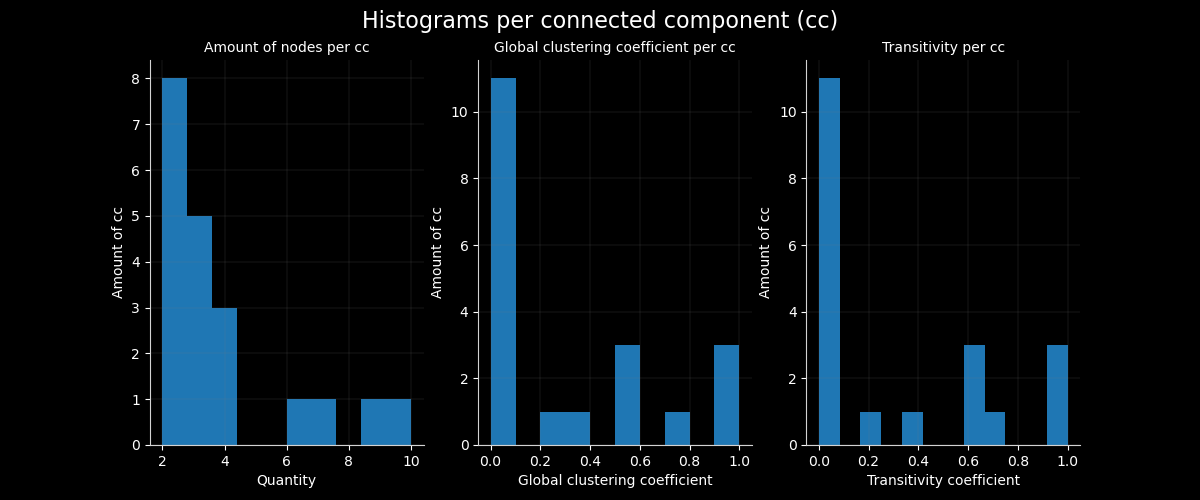 Histograms per connected component (cc)
Amount of nodes per cc
Amount of cc
8
7
6
5
4
3
2
1
0
2 4 6 8 10
Quantity
Global clustering coefficient per cc
Amount of cc
10
8
6
4
2
0
0.0 0.2 0.4 0.6 0.8 1.0
Global clustering coefficient
Transitivity per cc
Amount of cc
10
8
6
4
2
0
0.0 0.2 0.4 0.6 0.8 1.0
Transitivity coefficient